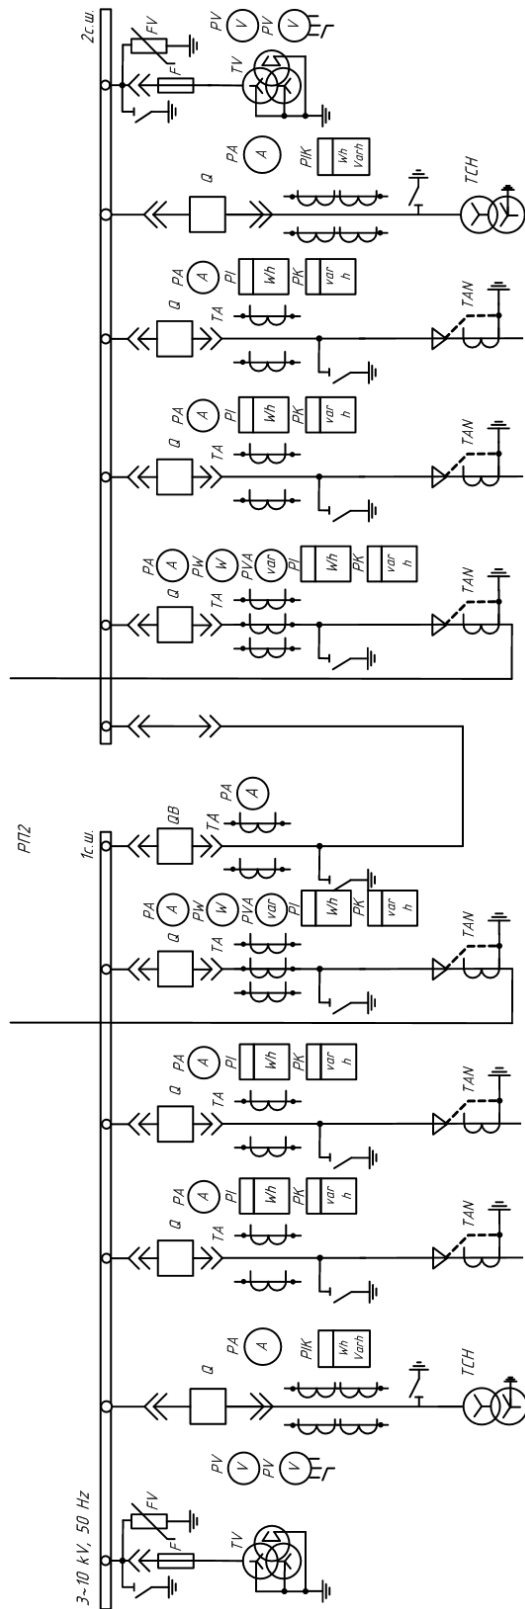 РП2
3~10 kV, 50 Hz
1с.ш.
2с.ш.
FV
F
TV
PV
V
PV
V
Q
PA
A
PIK
Wh
Varh
ТСН
Q
PA
A
TA
PI
Wh
PK
var
h
TAN
Q
PA
A
TA
PI
Wh
PK
var
h
TAN
Q
PA
A
PW
W
TA
PVA
var
PI
Wh
PK
var
h
TAN
QB
TA
PA
A
Q
PA
A
PW
W
TA
PVA
var
PI
Wh
PK
var
h
TAN
Q
PA
A
TA
PI
Wh
PK
var
h
TAN
Q
PA
A
TA
PI
Wh
PK
var
h
TAN
Q
PA
A
PIK
Wh
Varh
ТСН
FV
F
TV
PV
V
PV
V